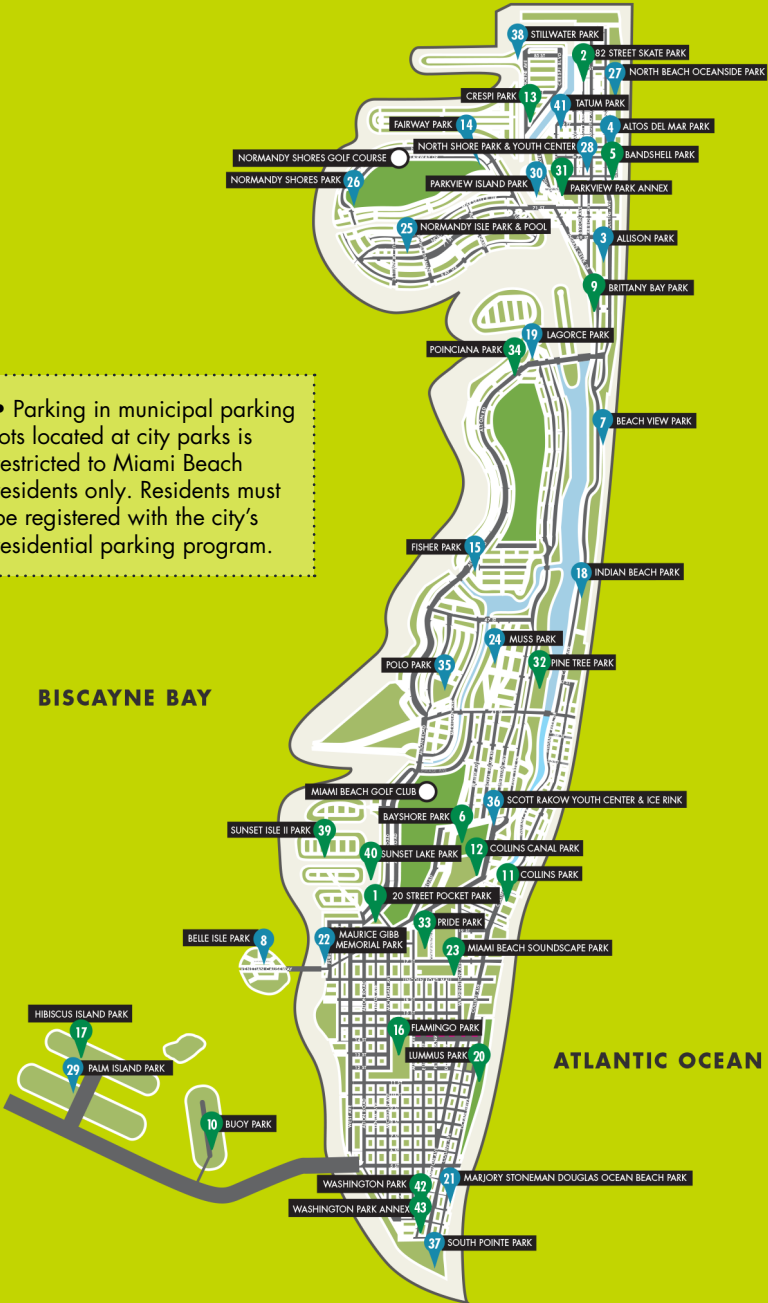 38 STILLWATER PARK
2 82 STREET SKATE PARK
27 NORTH BEACH OCEANSIDE PARK
CRESPI PARK 13
41 TATUM PARK
FAIRWAY PARK 14
4 ALTOS DEL MAR PARK
NORTH SHORE PARK & YOUTH CENTER 28
NORMANDY SHORES GOLF COURSE
5 BANDSHELL PARK
NORMANDY SHORES PARK 26
PARKVIEW ISLAND PARK 30
31 PARKVIEW PARK ANNEX
25 NORMANDY ISLE PARK & POOL
3 ALLISON PARK
9 BRITTANY BAY PARK
19 LAGORCE PARK
POINCIANA PARK 34
• Parking in municipal parking
ots located at city parks is
estricted to Miami Beach
esidents only. Residents must
be registered with the city's
esidential parking program.
7 BEACH VIEW PARK
FISHER PARK 15
18 INDIAN BEACH PARK
24 MUSS PARK
POLO PARK 35
32 PINE TREE PARK
BISCAYNE BAY
MIAMI BEACH GOLF CLUB
36 SCOTT RAKOW YOUTH CENTER & ICE RINK
BAYSHORE PARK 6
SUNSET ISLE II PARK 39
12 COLLINS CANAL PARK
40 SUNSET LAKE PARK
11 COLLINS PARK
1 20 STREET POCKET PARK
33 PRIDE PARK
BELLE ISLE PARK 8
22 MAURICE GIBB
MEMORIAL PARK
23 MIAMI BEACH SOUNDSCAPE PARK
VENETIAN CAUSEWAY
HIBISCUS ISLAND PARK
17
16 FLAMINGO PARK
LUMMUS PARK 20
ATLANTIC OCEAN
29 PALM ISLAND PARK
10 BUOY PARK
21 MARJORY STONEMAN DOUGLAS OCEAN BEACH PARK
WASHINGTON PARK 42
WASHINGTON PARK ANNEX 43
37 SOUTH POINTE PARK